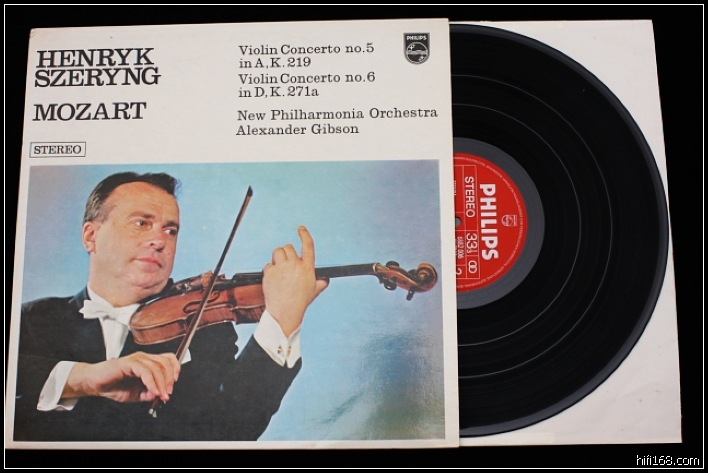 HENRYK
SZERYNG
MOZART
STEREO
Violin Concerto no.5
in A, K. 219
Violin Concerto no.6
in D, K. 271a
New Philharmonia Orchestra
Alexander Gibson
PHILIPS
PHILIPS
STEREO
33⅓
2
hifi168.com